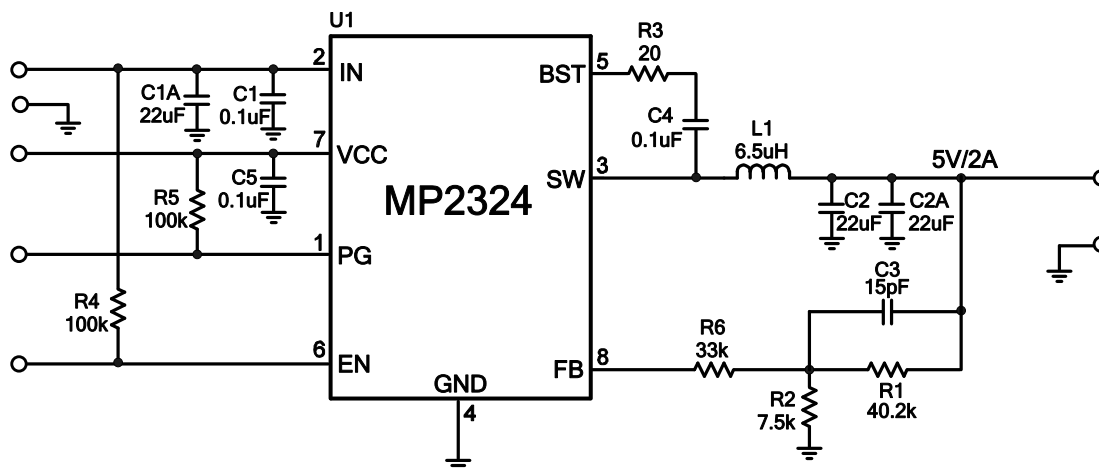 U1
2
IN
C1A
22uF
C1
0.1uF
7
VCC
R5
100k
C5
0.1uF
1
PG
R4
100k
6
EN
MP2324
GND
4
BST
5
R3
20
C4
0.1uF
SW
3
L1
6.5uH
5V/2A
C2
22uF
C2A
22uF
C3
15pF
FB
8
R6
33k
R2
7.5k
R1
40.2k